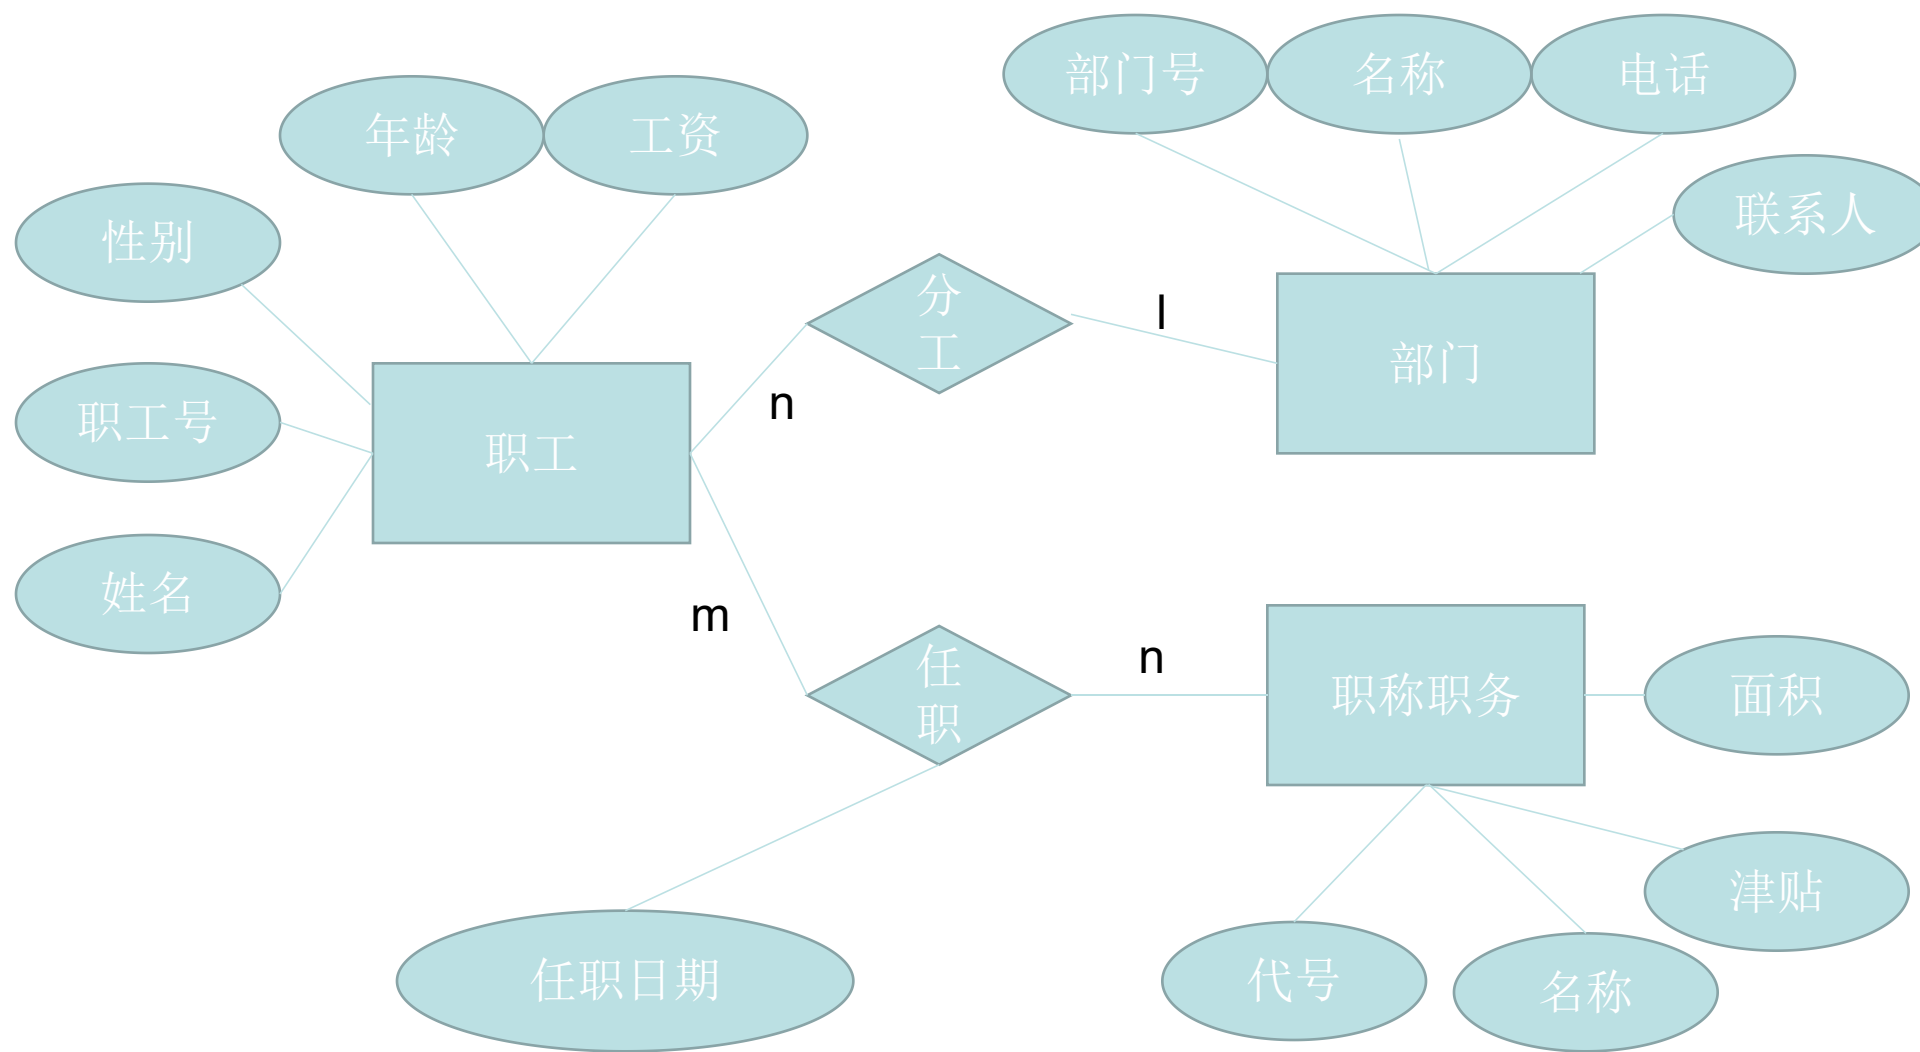 部门号
名称
电话
年龄
工资
联系人
性别
分
工
l
部门
n
职工号
职工
姓名
m
任
职
n
职称职务
面积
津贴
任职日期
代号
名称